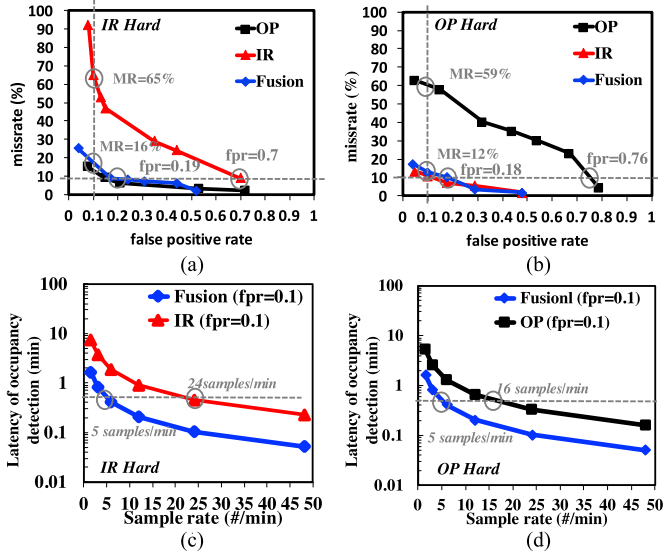 (a)
IR Hard
100
90
80
70
60
50
40
30
20
10
0
missrate (%)
OP
IR
Fusion
MR=65%
MR=16%
fpr=0.19
fpr=0.7
0 0.1 0.2 0.3 0.4 0.5 0.6 0.7 0.8 0.9 1
false positive rate
(a)
(b)
OP Hard
100
90
80
70
60
50
40
30
20
10
0
missrate (%)
OP
IR
Fusion
MR=59%
MR=12%
fpr=0.18
fpr=0.76
0 0.1 0.2 0.3 0.4 0.5 0.6 0.7 0.8 0.9 1
false positive rate
(b)
(c)
100
10
1
0.1
0.01
Latency of occupancy
detection (min)
Fusion (fpr=0.1)
IR (fpr=0.1)
24samples/min
5 samples/min
IR Hard
0 5 10 15 20 25 30 35 40 45 50
Sample rate (#/min)
(c)
(d)
100
10
1
0.1
0.01
Latency of occupancy
detection (min)
Fusionl (fpr=0.1)
OP (fpr=0.1)
16 samples/min
5 samples/min
OP Hard
0 5 10 15 20 25 30 35 40 45 50
Sample rate (#/min)
(d)